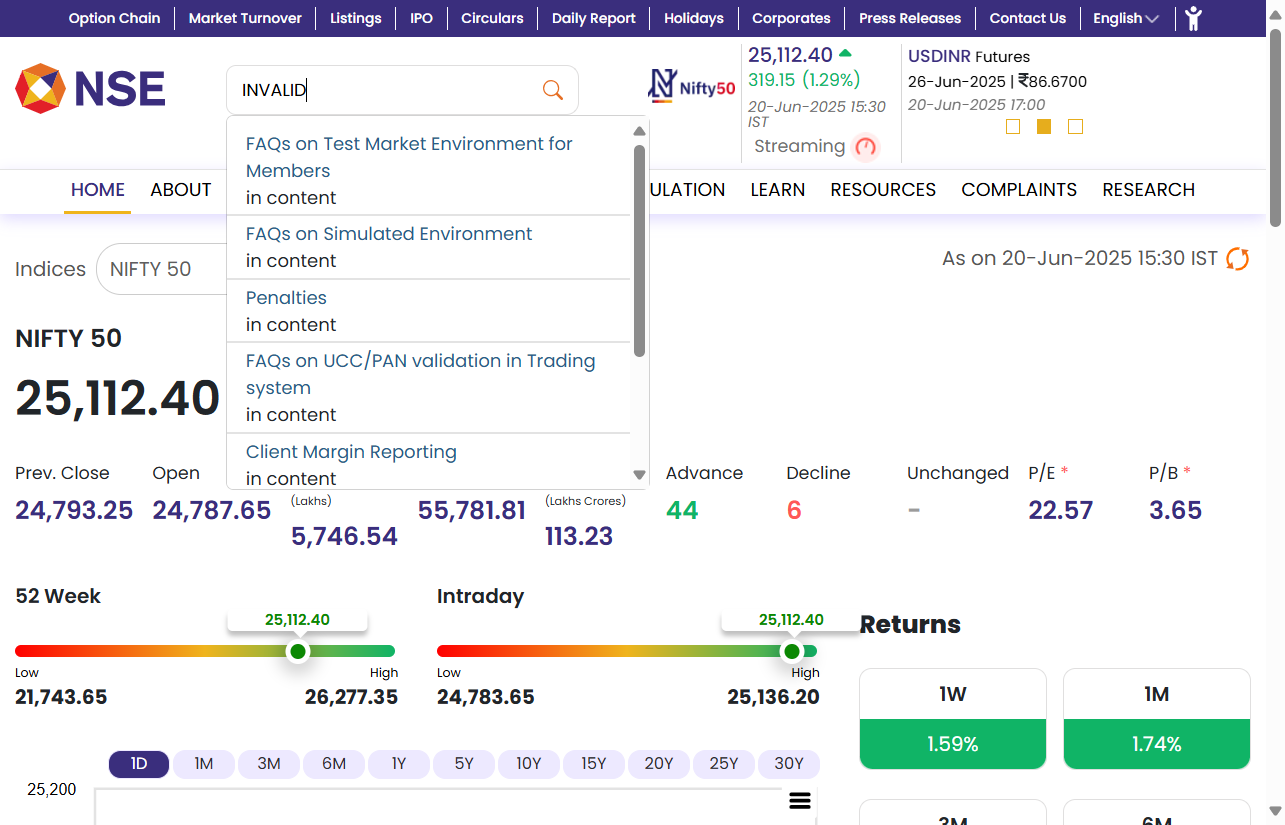 Option Chain Market Turnover Listings IPO Circulars Daily Report Holidays Corporates Press Releases Contact Us English
NSE
INVALID
Nifty50
25,112.40
319.15 (1.29%)
20-Jun-2025 15:30
IST
Streaming
USDINR Futures
26-Jun-2025 | ₹86.6700
20-Jun-2025 17:00
HOME ABOUT ULATION LEARN RESOURCES COMPLAINTS RESEARCH
FAQs on Test Market Environment for
Members
in content
FAQs on Simulated Environment
in content
Penalties
in content
FAQs on UCC/PAN validation in Trading
system
in content
Client Margin Reporting
in content
Indices NIFTY 50
As on 20-Jun-2025 15:30 IST
NIFTY 50
25,112.40
Prev. Close Open Advance Decline Unchanged P/E * P/B *
(Lakhs) (Lakhs Crores)
24,793.25 24,787.65 5,746.54 55,781.81 113.23 44 6 - 22.57 3.65
52 Week
25,112.40
Low High
21,743.65 26,277.35
Intraday
25,112.40
Low High
24,783.65 25,136.20
Returns
1W 1M
1.59% 1.74%
3M 6M
1D 1M 3M 6M 1Y 5Y 10Y 15Y 20Y 25Y 30Y
25,200